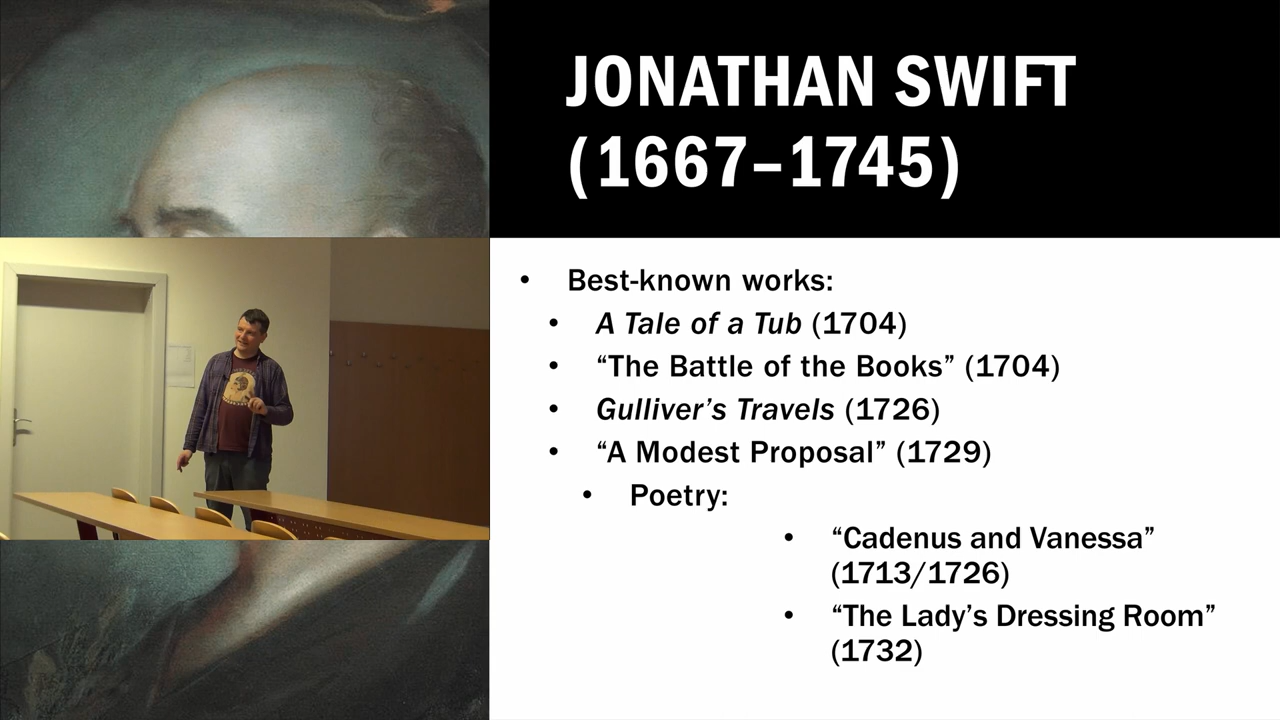 JONATHAN SWIFT
(1667–1745)
• Best-known works:
• A Tale of a Tub (1704)
• “The Battle of the Books” (1704)
• Gulliver’s Travels (1726)
• “A Modest Proposal” (1729)
• Poetry:
• “Cadenus and Vanessa”
(1713/1726)
• “The Lady’s Dressing Room”
(1732)